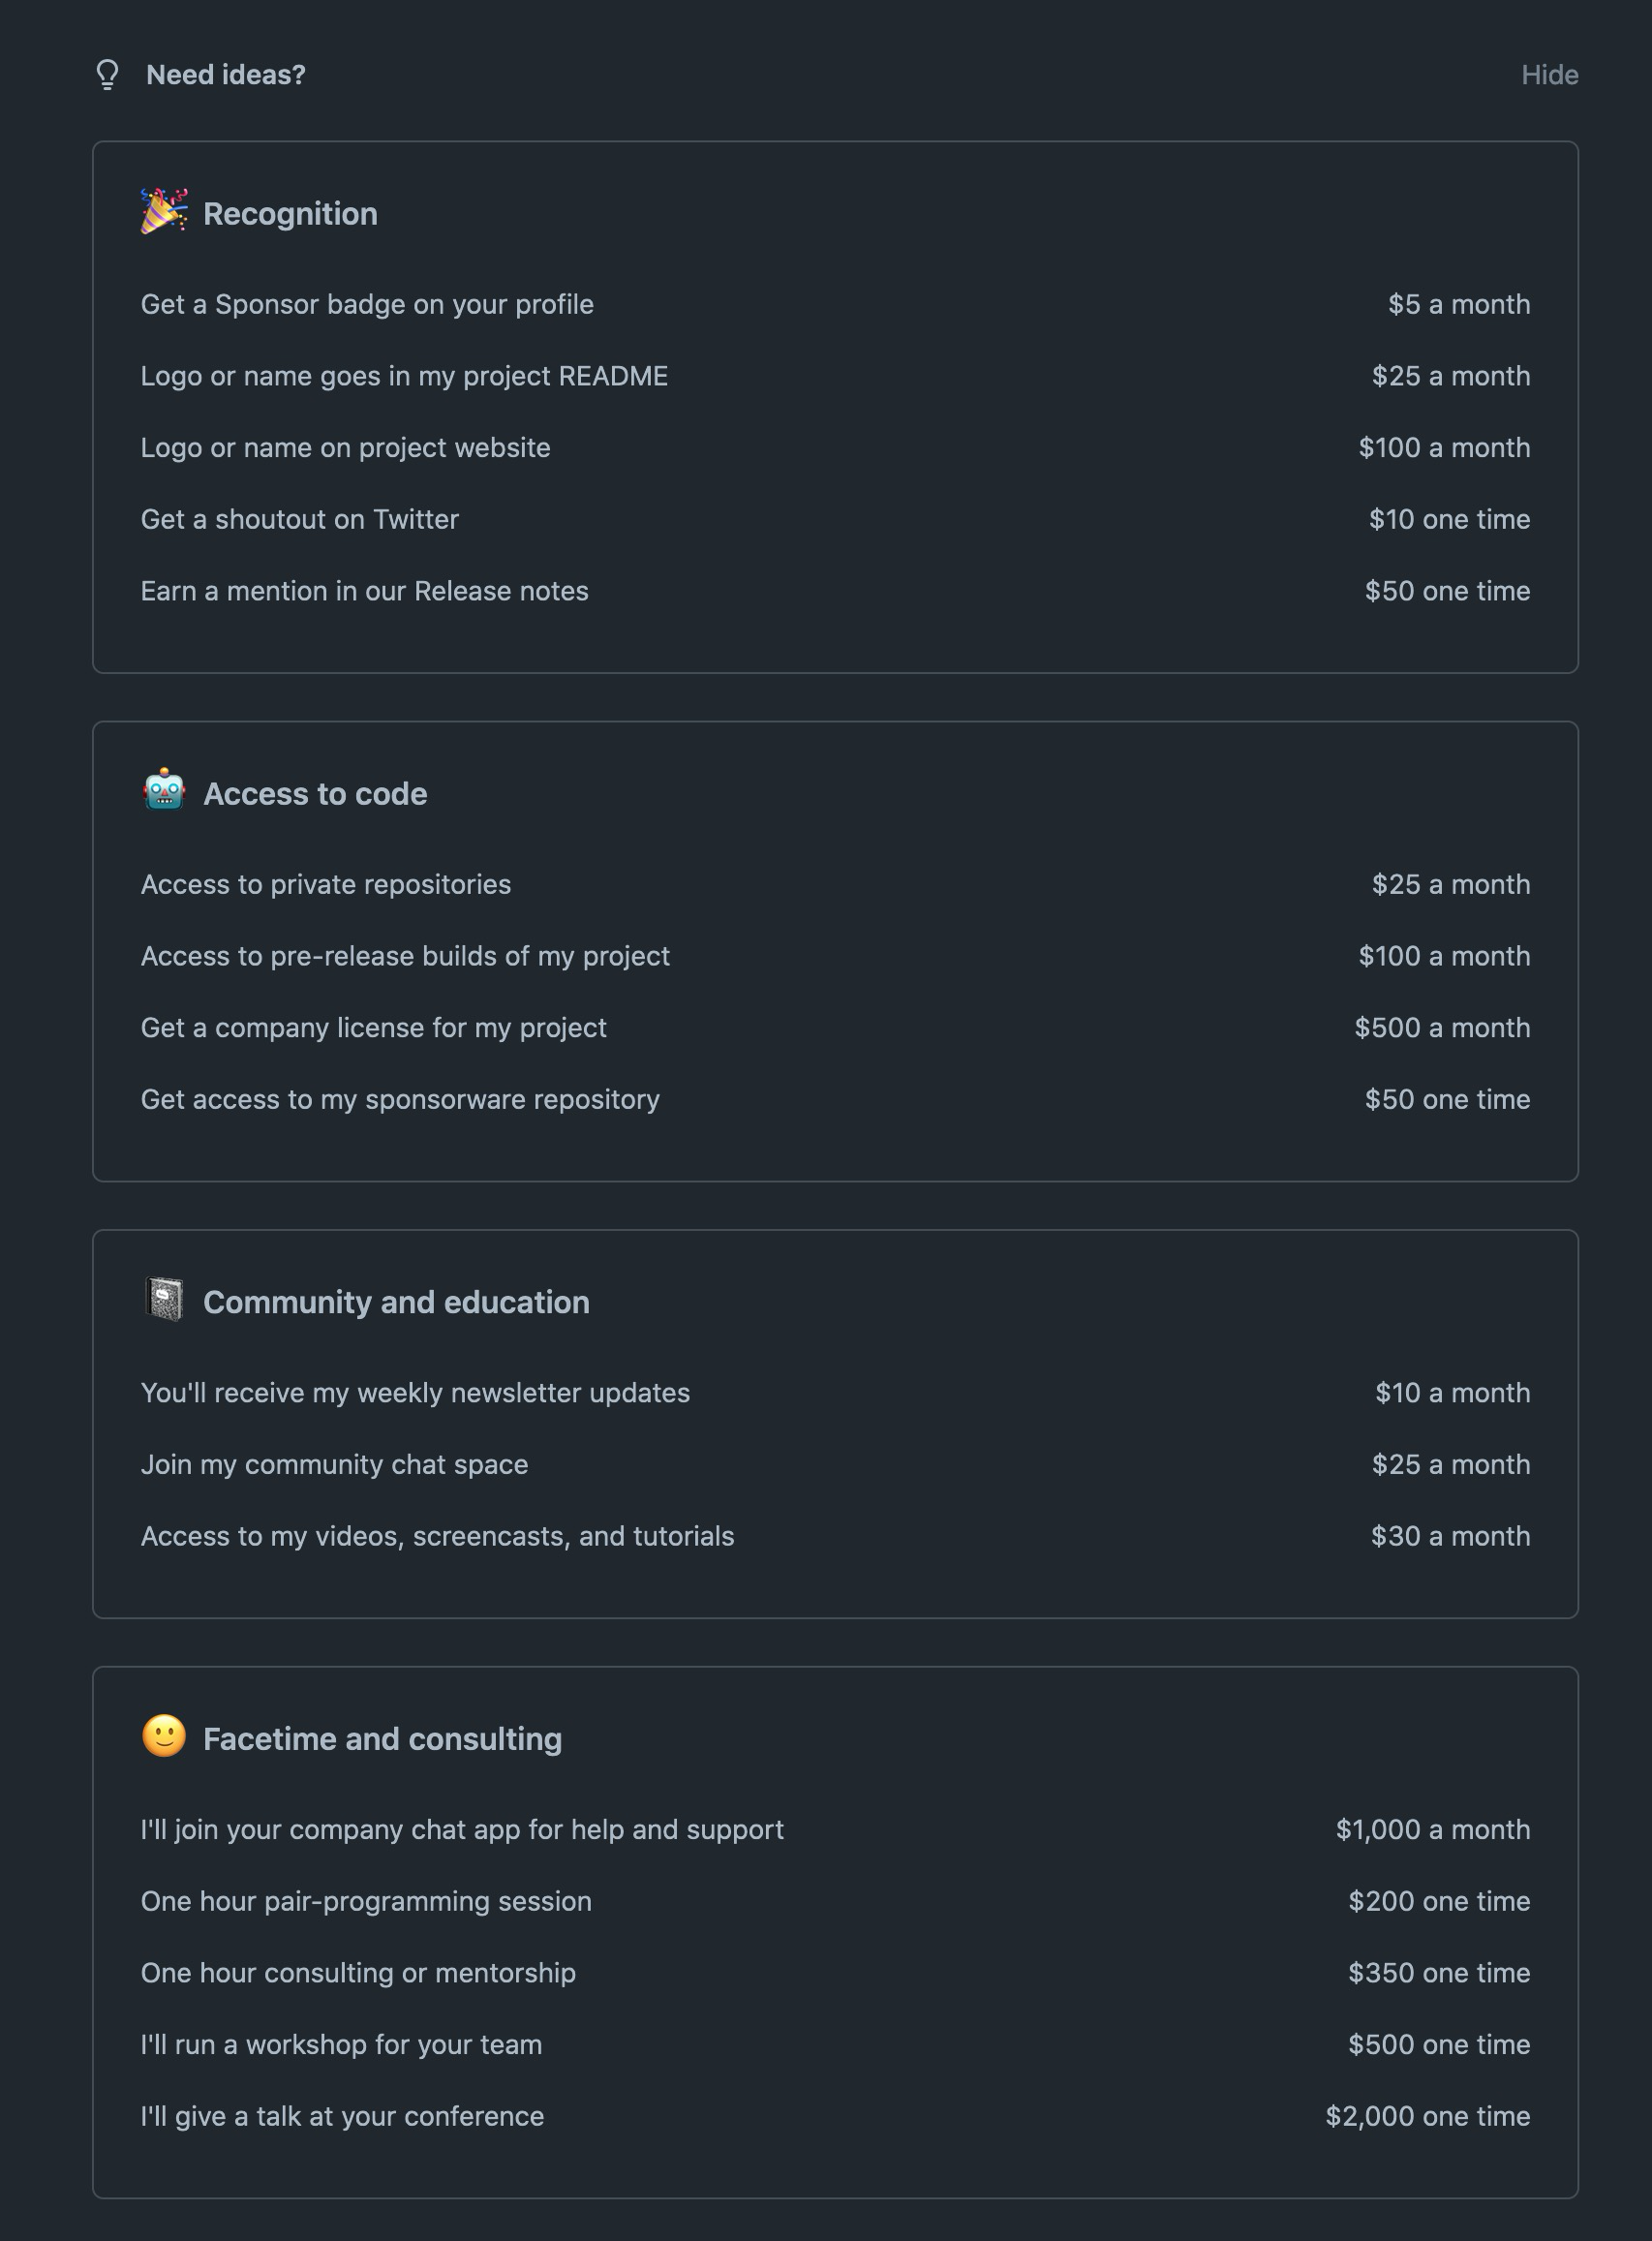 Need ideas? Hide
Recognition
Get a Sponsor badge on your profile $5 a month
Logo or name goes in my project README $25 a month
Logo or name on project website $100 a month
Get a shoutout on Twitter $10 one time
Earn a mention in our Release notes $50 one time
Access to code
Access to private repositories $25 a month
Access to pre-release builds of my project $100 a month
Get a company license for my project $500 a month
Get access to my sponsorware repository $50 one time
Community and education
You'll receive my weekly newsletter updates $10 a month
Join my community chat space $25 a month
Access to my videos, screencasts, and tutorials $30 a month
Facetime and consulting
I'll join your company chat app for help and support $1,000 a month
One hour pair-programming session $200 one time
One hour consulting or mentorship $350 one time
I'll run a workshop for your team $500 one time
I'll give a talk at your conference $2,000 one time